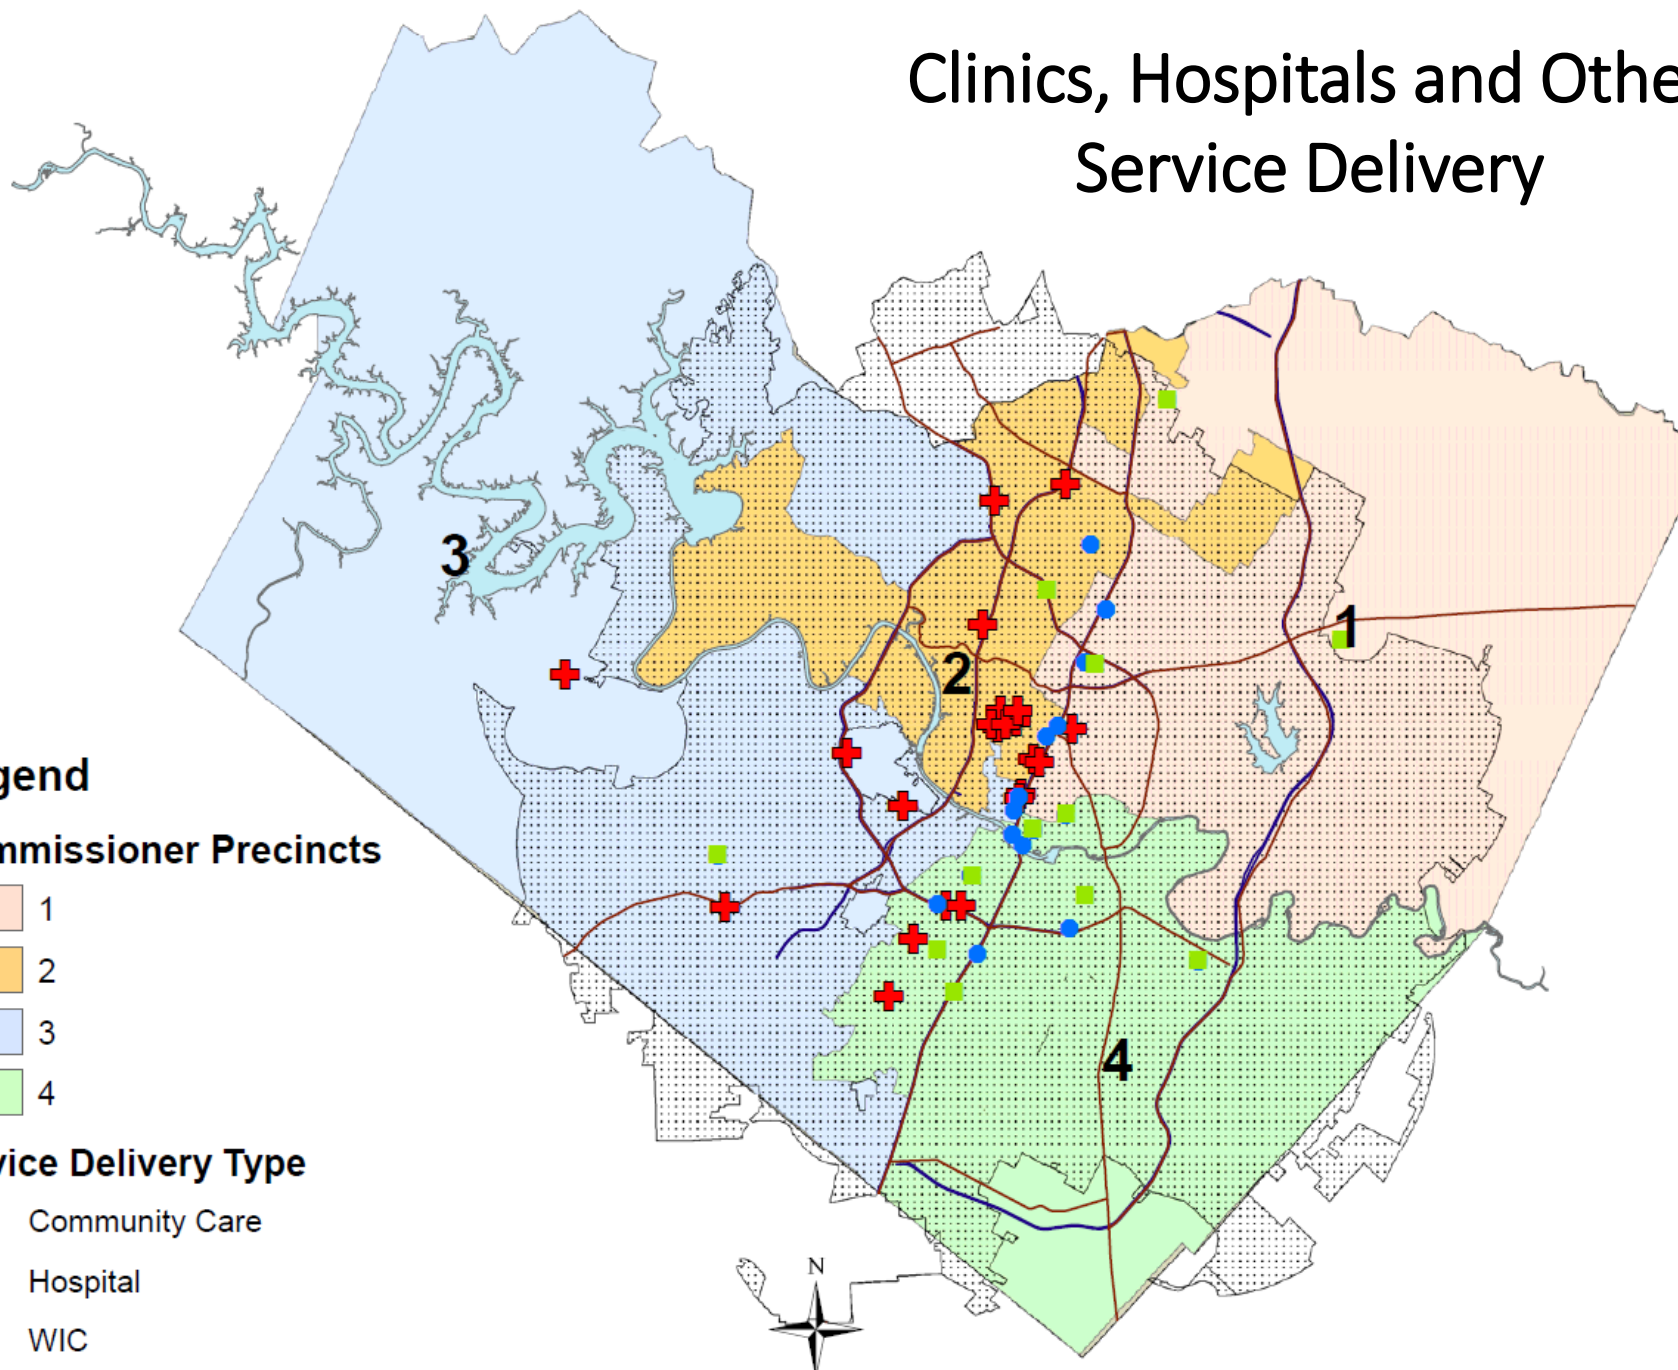 Clinics, Hospitals and Othe
Service Delivery
3
1
2
4
gend
mmissioner Precincts
1
2
3
4
vice Delivery Type
Community Care
Hospital
WIC
N